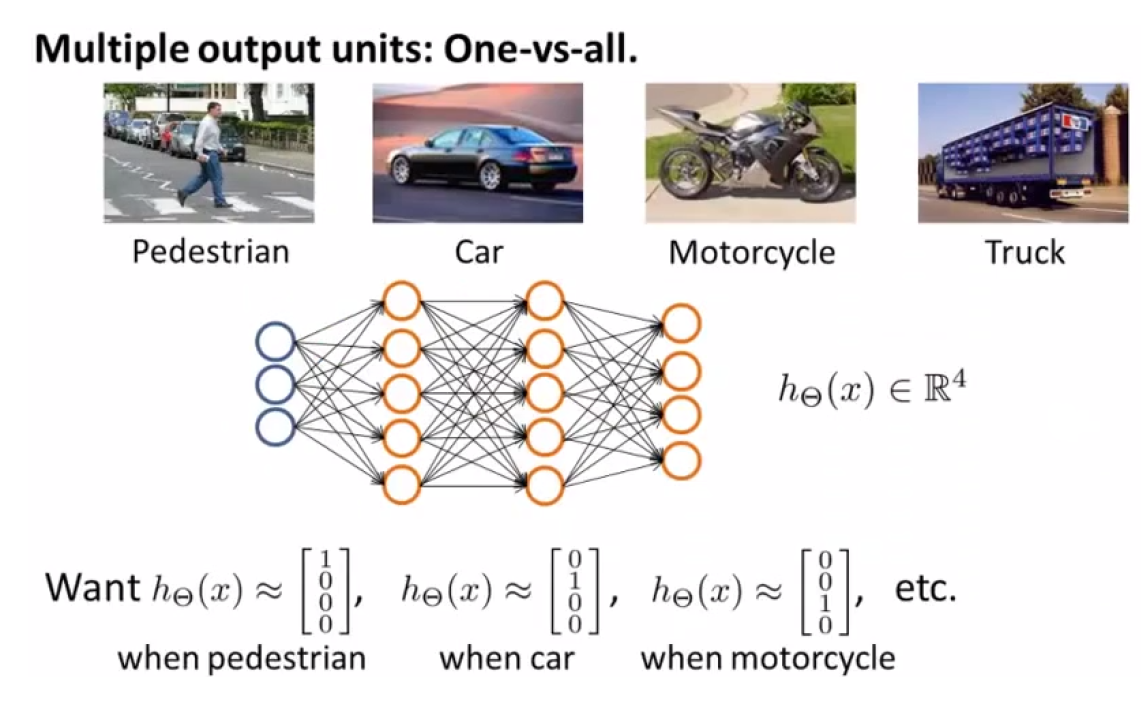 Multiple output units: One-vs-all.
Pedestrian Car Motorcycle Truck
hΘ(x) ∈ ℝ⁴
Want hΘ(x) ≈ [1 0 0 0], hΘ(x) ≈ [0 1 0 0], hΘ(x) ≈ [0 0 1 0], etc.
when pedestrian when car when motorcycle